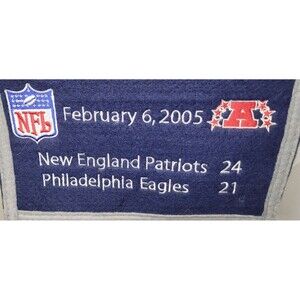 NFL
February 6, 2005 A
New England Patriots 24
Philadelphia Eagles 21